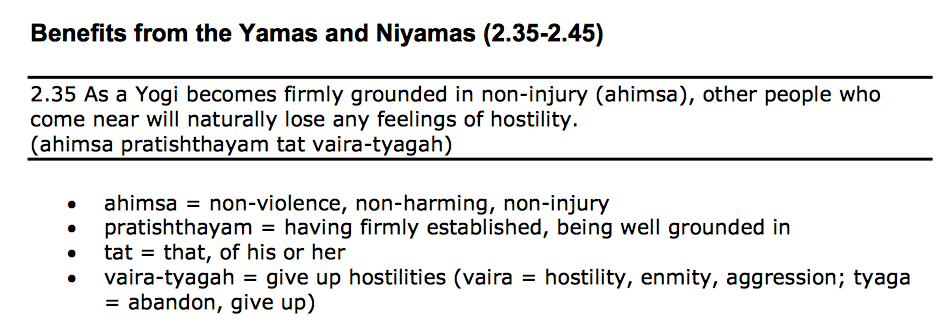 Benefits from the Yamas and Niyamas (2.35-2.45)
2.35 As a Yogi becomes firmly grounded in non-injury (ahimsa), other people who
come near will naturally lose any feelings of hostility.
(ahimsa pratishthayam tat vaira-tyagah)
• ahimsa = non-violence, non-harming, non-injury
• pratishthayam = having firmly established, being well grounded in
• tat = that, of his or her
• vaira-tyagah = give up hostilities (vaira = hostility, enmity, aggression; tyaga
= abandon, give up)